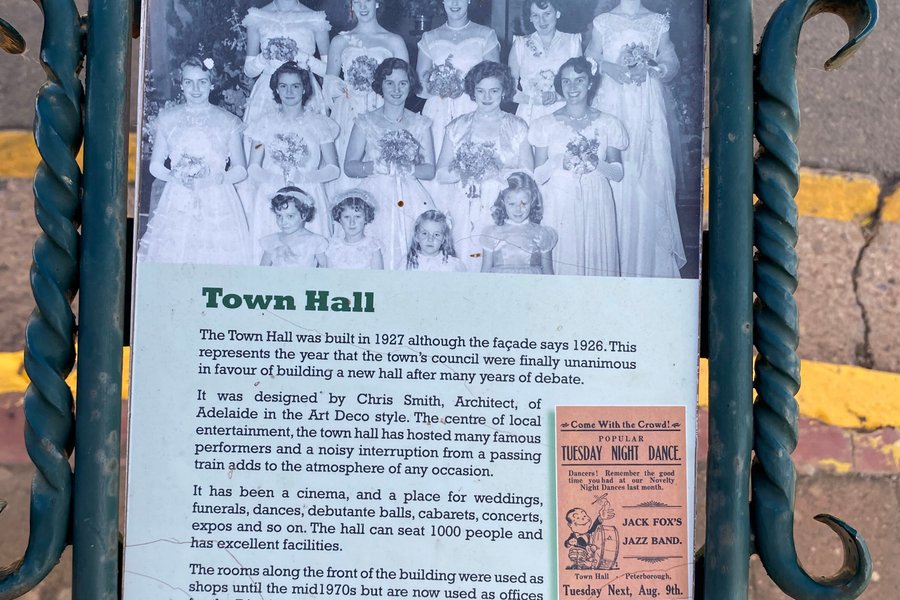 Town Hall
The Town Hall was built in 1927 although the façade says 1926. This
represents the year that the town's council were finally unanimous
in favour of building a new hall after many years of debate.
It was designed by Chris Smith, Architect, of
Adelaide in the Art Deco style. The centre of local
entertainment, the town hall has hosted many famous
performers and a noisy interruption from a passing
train adds to the atmosphere of any occasion.
It has been a cinema, and a place for weddings,
funerals, dances, debutante balls, cabarets, concerts,
expos and so on. The hall can seat 1000 people and
has excellent facilities.
The rooms along the front of the building were used as
shops until the mid1970s but are now used as offices
Come With the Crowd!
POPULAR
TUESDAY NIGHT DANCE.
Dancers! Remember the good
time you had at our Novelty
Night Dances last month.
JACK FOX'S
JAZZ BAND.
Town Hall - Peterborough,
Tuesday Next, Aug. 9th.